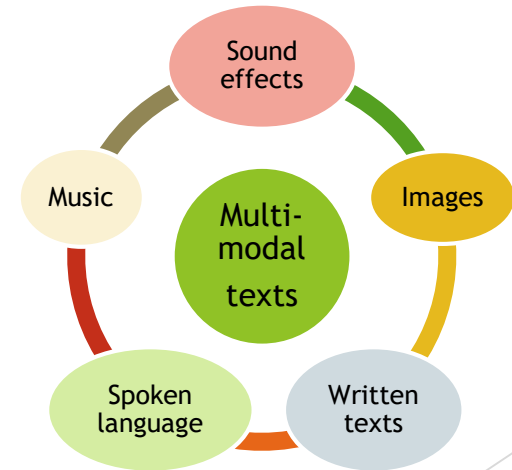 Sound
effects
Images
Written
texts
Spoken
language
Music
Multi-
modal
texts